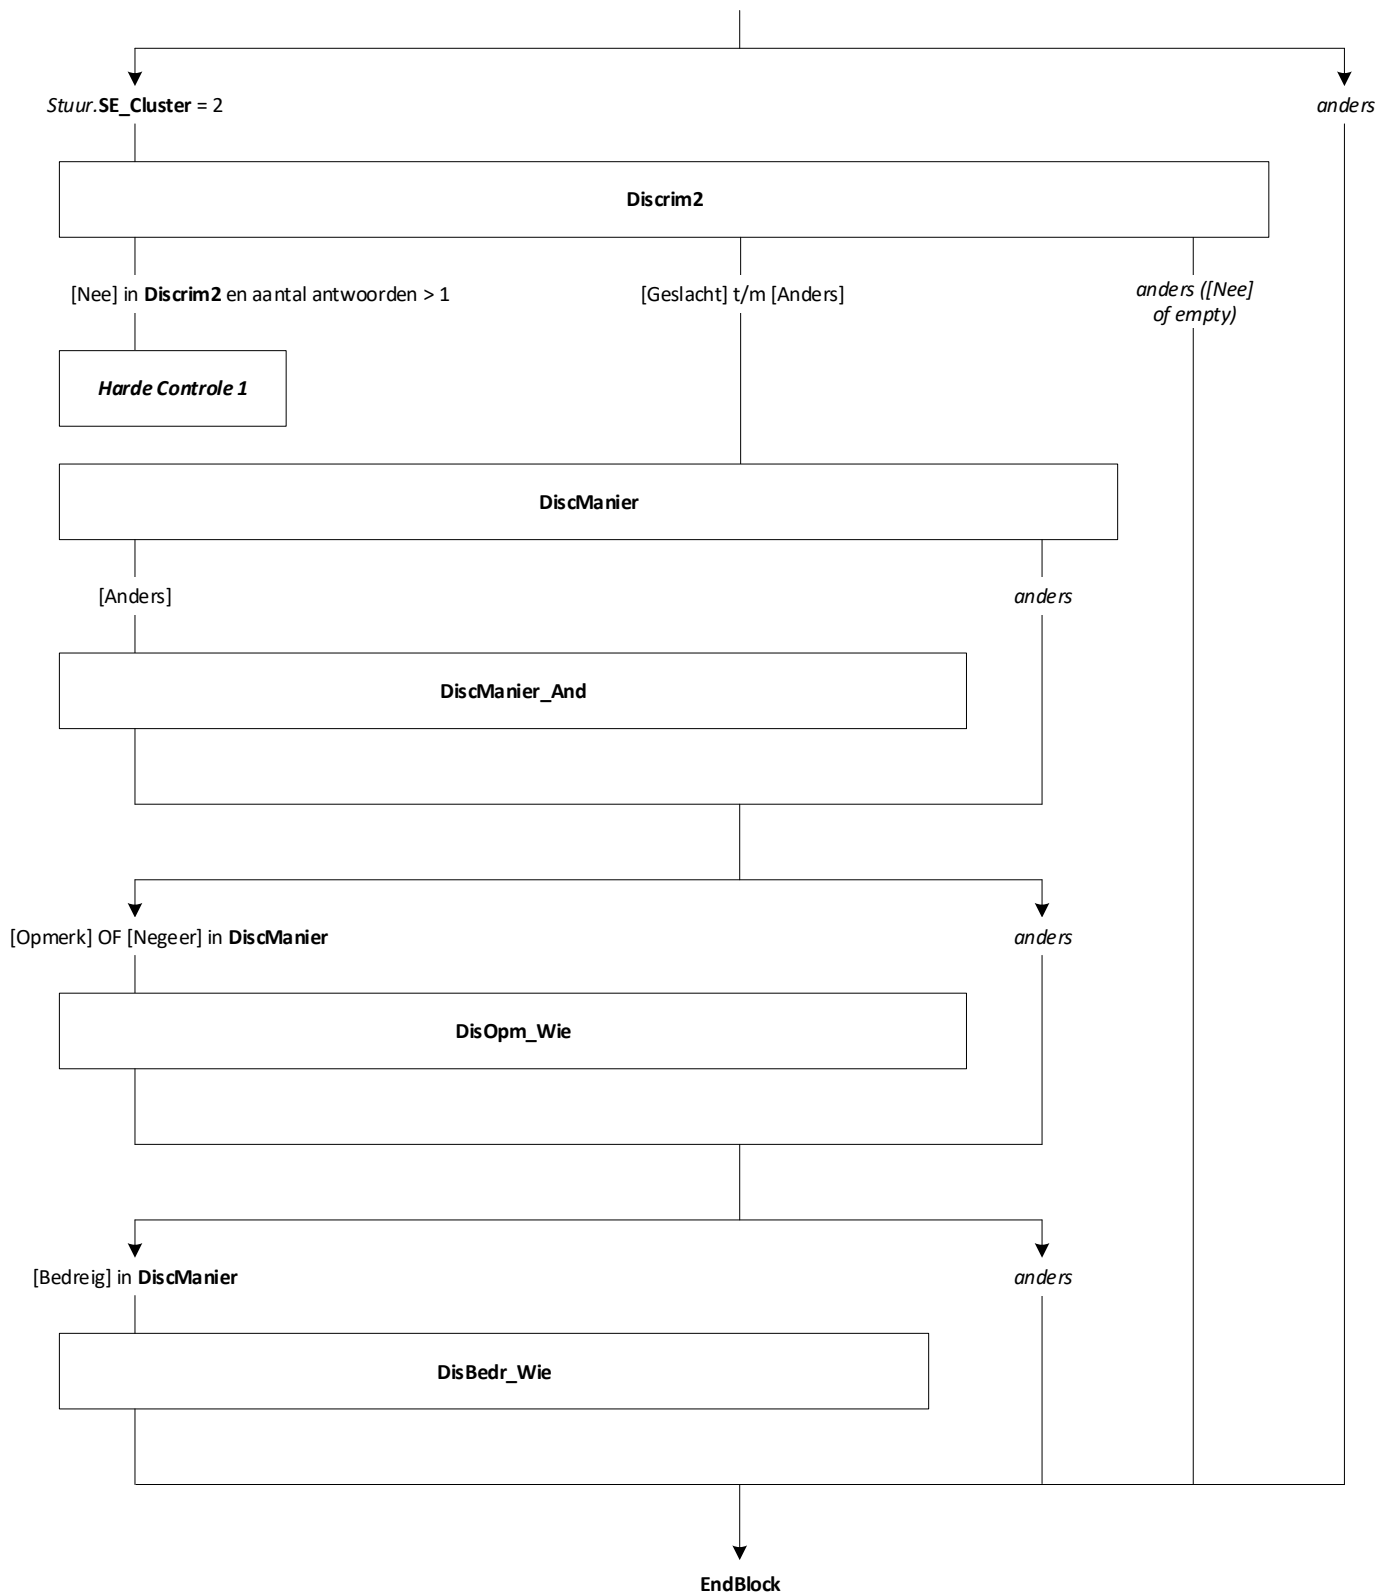 Stuur.SE_Cluster = 2
anders
Discrim2
[Nee] in Discrim2 en aantal antwoorden > 1
[Geslacht] t/m [Anders]
anders ([Nee]
of empty)
Harde Controle 1
DiscManier
[Anders]
anders
DiscManier_And
[Opmerk] OF [Negeer] in DiscManier
anders
DisOpm_Wie
[Bedreig] in DiscManier
anders
DisBedr_Wie
EndBlock